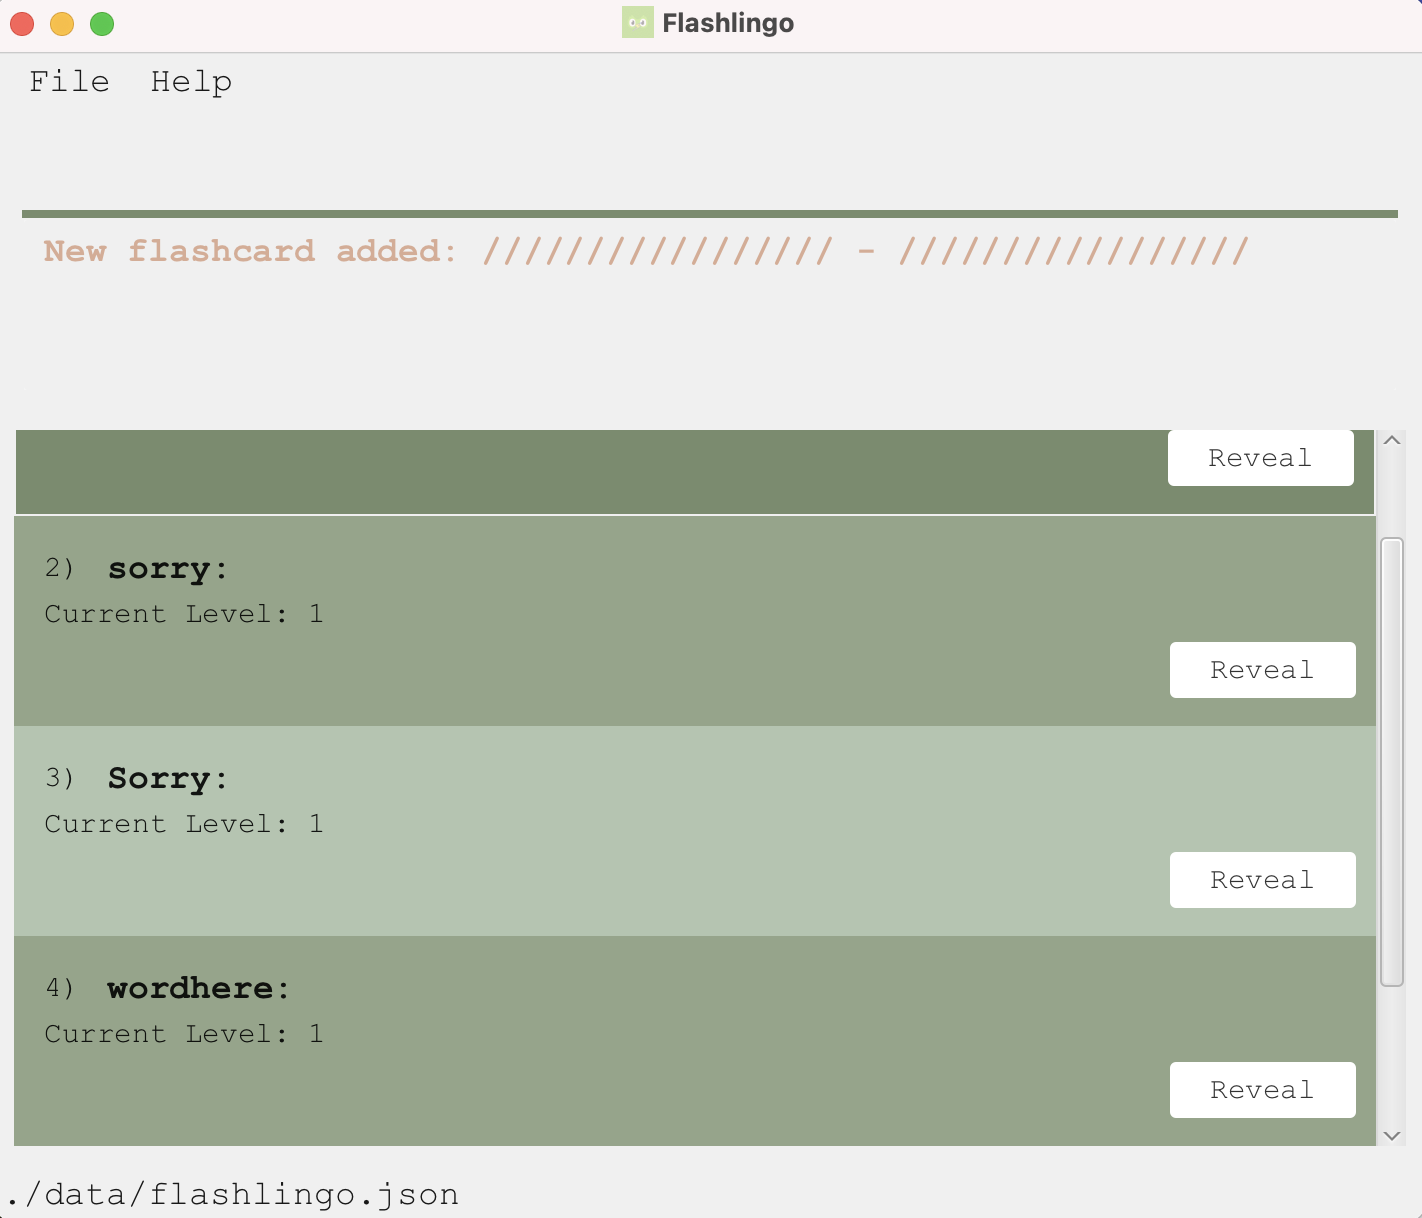 Flashlingo
File Help
New flashcard added: ///////////////// - /////////////////
Reveal
2) sorry:
Current Level: 1
Reveal
3) Sorry:
Current Level: 1
Reveal
4) wordhere:
Current Level: 1
Reveal
./data/flashlingo.json